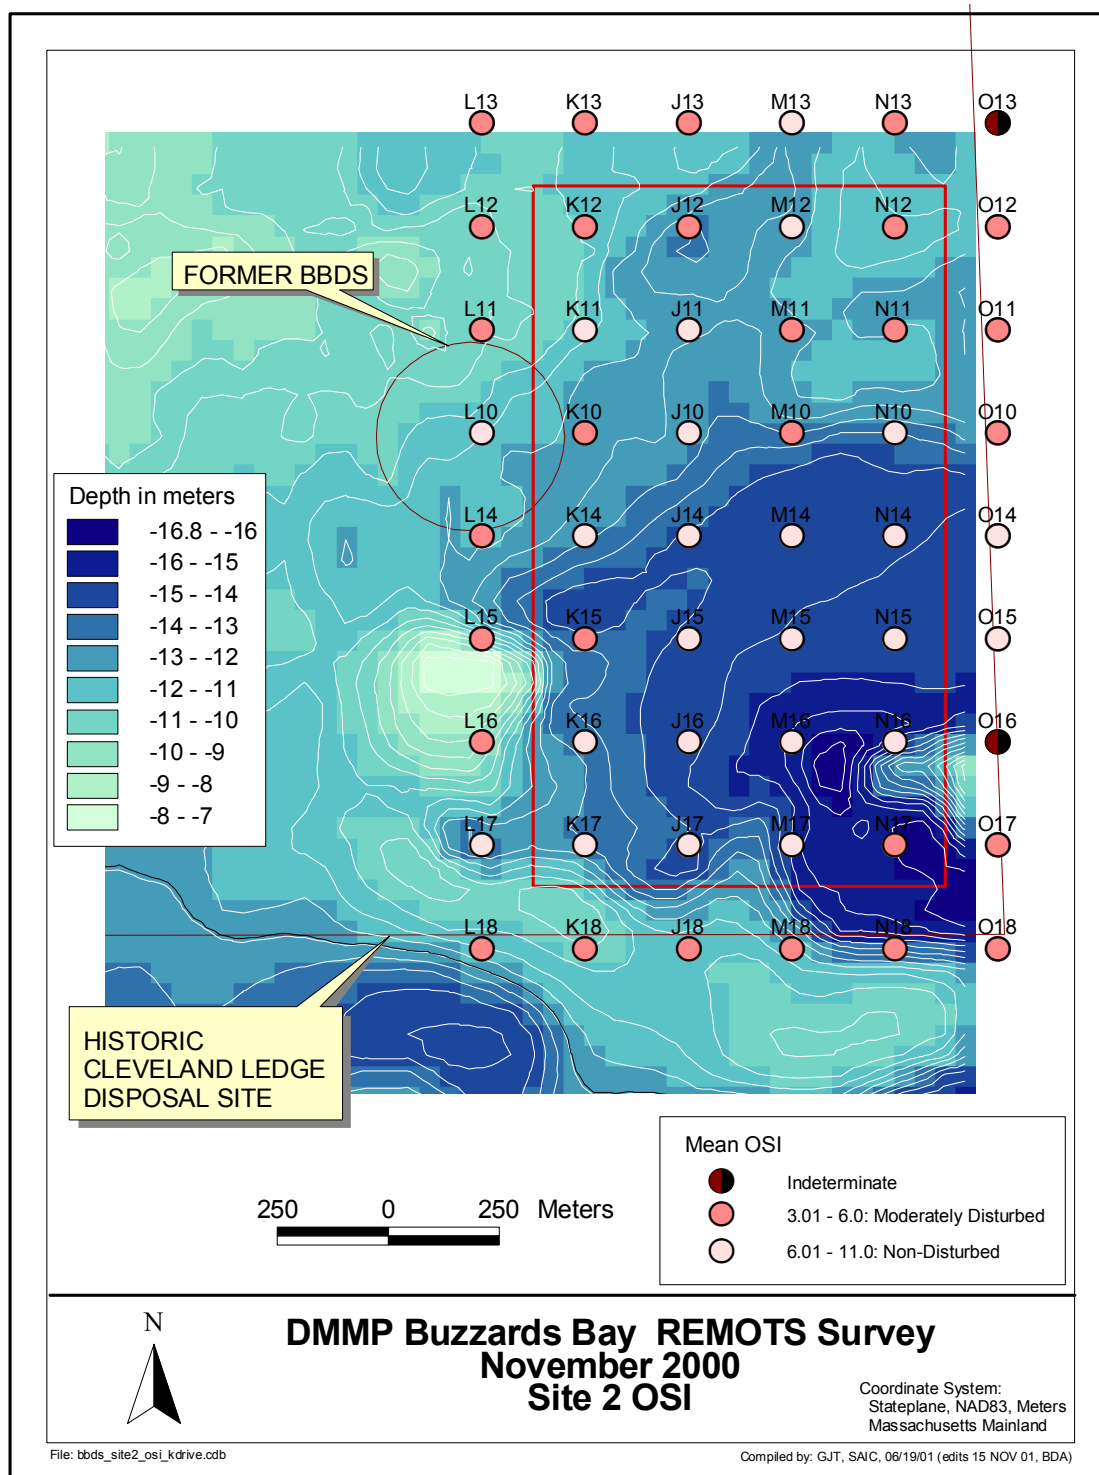 L13 K13 J13 M13 N13 O13
L12 K12 J12 M12 N12 O12
FORMER BBDS
L11 K11 J11 M11 N11 O11
L10 K10 J10 M10 N10 O10
Depth in meters
-16.8 - -16
-16 - -15
-15 - -14
-14 - -13
-13 - -12
-12 - -11
-11 - -10
-10 - -9
-9 - -8
-8 - -7
L14 K14 J14 M14 N14 O14
L15 K15 J15 M15 N15 O15
L16 K16 J16 M16 N16 O16
L17 K17 J17 M17 N17 O17
L18 K18 J18 M18 N18 O18
HISTORIC
CLEVELAND LEDGE
DISPOSAL SITE
Mean OSI
Indeterminate
3.01 - 6.0: Moderately Disturbed
6.01 - 11.0: Non-Disturbed
250 0 250 Meters
N
DMMP Buzzards Bay REMOTS Survey
November 2000
Site 2 OSI
Coordinate System:
Stateplane, NAD83, Meters
Massachusetts Mainland
File: bbds_site2_osi_kdrive.cdb
Compiled by: GJT, SAIC, 06/19/01 (edits 15 NOV 01, BDA)